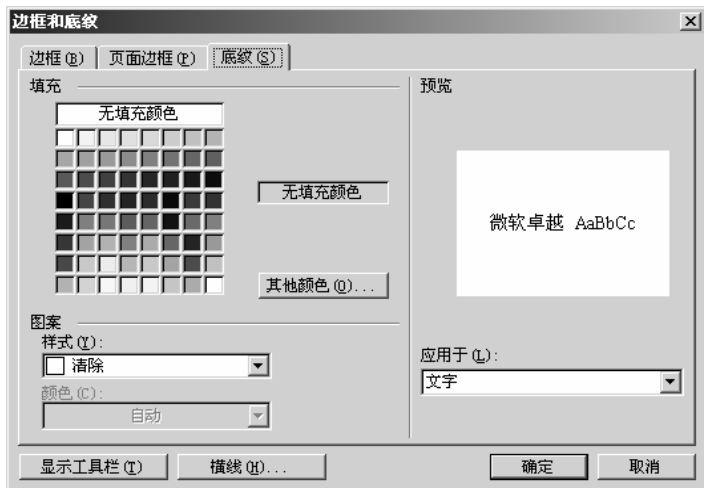 边框和底纹
边框(B) 页面边框(P) 底纹(S)
填充
无填充颜色
无填充颜色
其他颜色(O)...
图案
样式(Y):
清除
颜色(C):
自动
预览
微软卓越 AaBbCc
应用于(L):
文字
显示工具栏(T) 横线(H)... 确定 取消